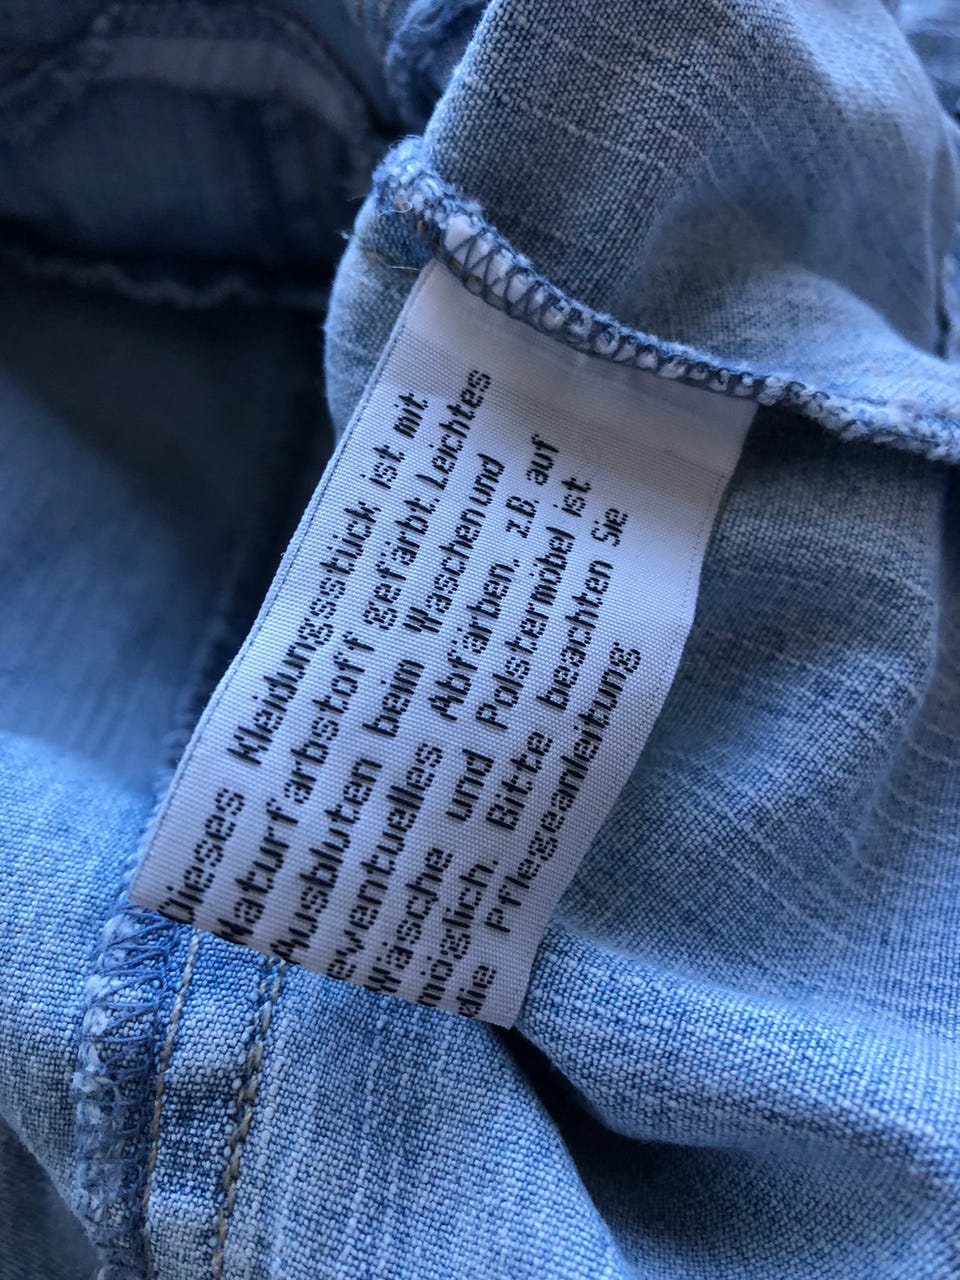 Dieses Kleidungsstück ist mit
Naturfarbstoff gefärbt. Leichtes
Ausbluten beim Waschen und
eventuelles Abfärben, z.B. auf
Wäsche und Polstermöbel ist
möglich. Bitte beachten Sie
die Pflegeanleitung